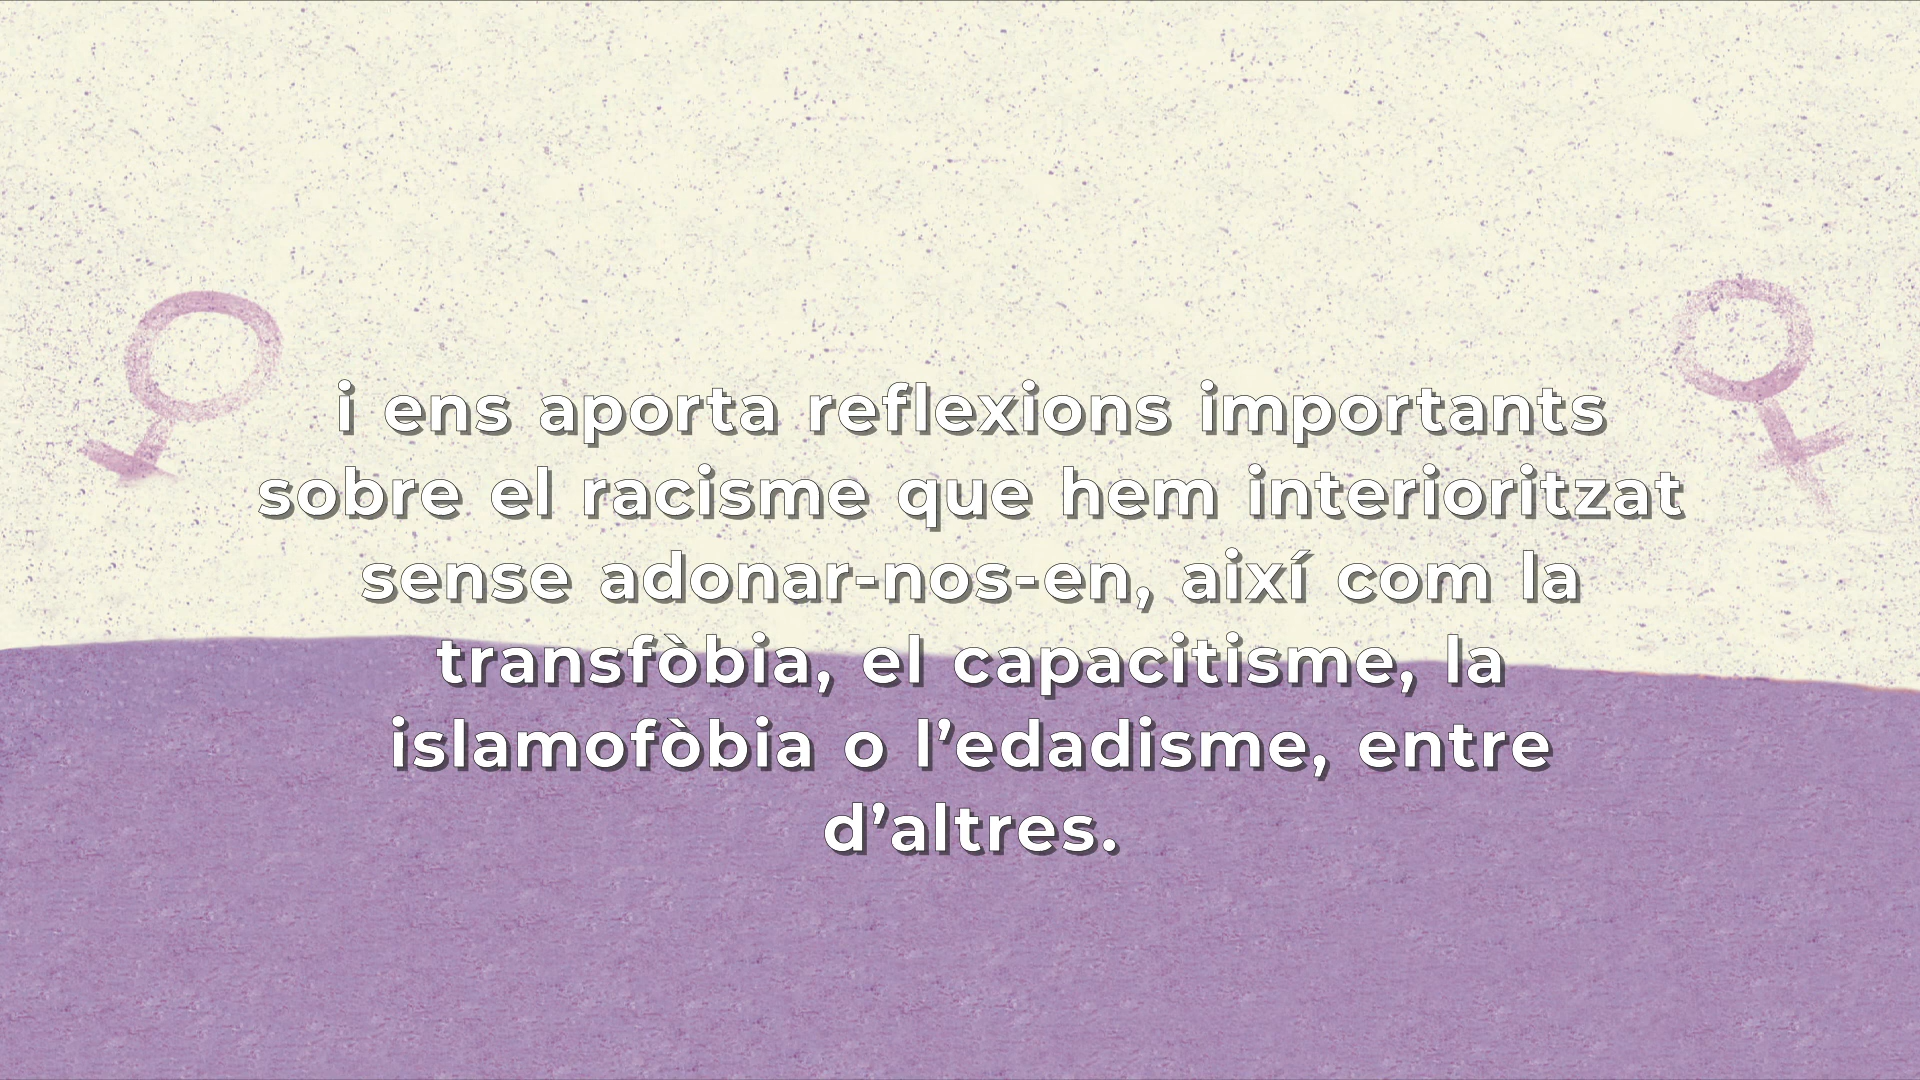 i ens aporta reflexions importants
sobre el racisme que hem interioritzat
sense adonar-nos-en, així com la
transfòbia, el capacitisme, la
islamofòbia o l’edadisme, entre
d’altres.